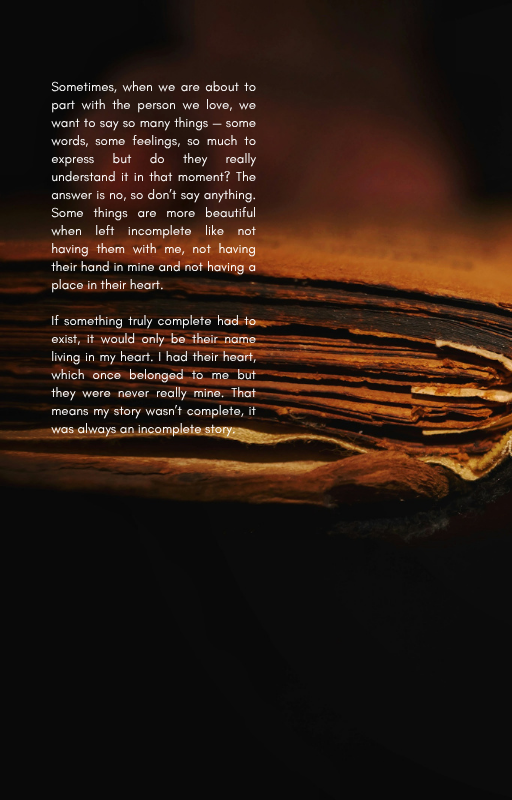 Sometimes, when we are about to
part with the person we love, we
want to say so many things — some
words, some feelings, so much to
express but do they really
understand it in that moment? The
answer is no, so don't say anything.
Some things are more beautiful
when left incomplete like not
having them with me, not having
their hand in mine and not having a
place in their heart.
If something truly complete had to
exist, it would only be their name
living in my heart. I had their heart,
which once belonged to me but
they were never really mine. That
means my story wasn't complete, it
was always an incomplete story.